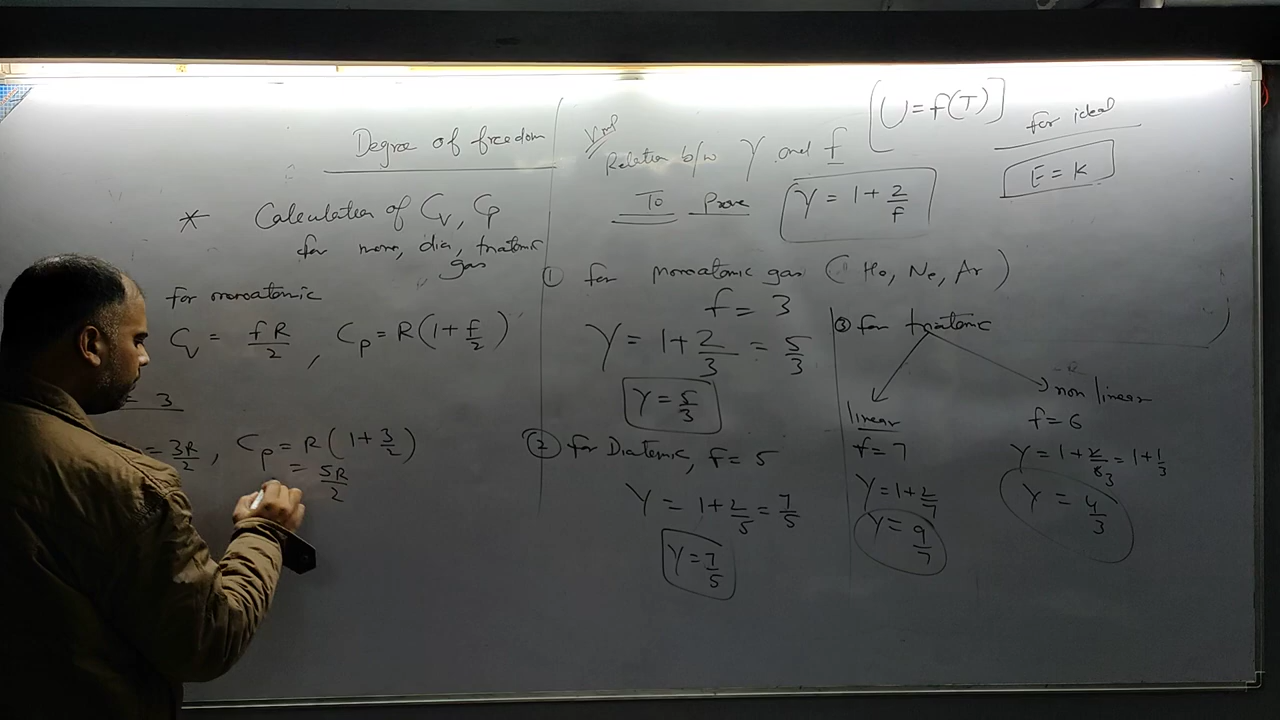 Degree of freedom
* Calculation of Cv, Cp
for mono, dia, triatomic
gas
for monoatomic
Cv = fR/2 , Cp = R(1 + f/2)
= 3
= 3R/2 , Cp = R(1 + 3/2)
= 5R/2
Vmp
Relation b/w γ and f
[U = f(T)]
for ideal
E = K
To Prove γ = 1 + 2/f
① for monoatomic gas (He, Ne, Ar)
f = 3
γ = 1 + 2/3 = 5/3
γ = 5/3
② for Diatomic, f = 5
γ = 1 + 2/5 = 7/5
γ = 7/5
③ for triatomic
linear
f = 7
γ = 1 + 2/7
γ = 9/7
non linear
f = 6
γ = 1 + 2/6 3 = 1 + 1/3
γ = 4/3